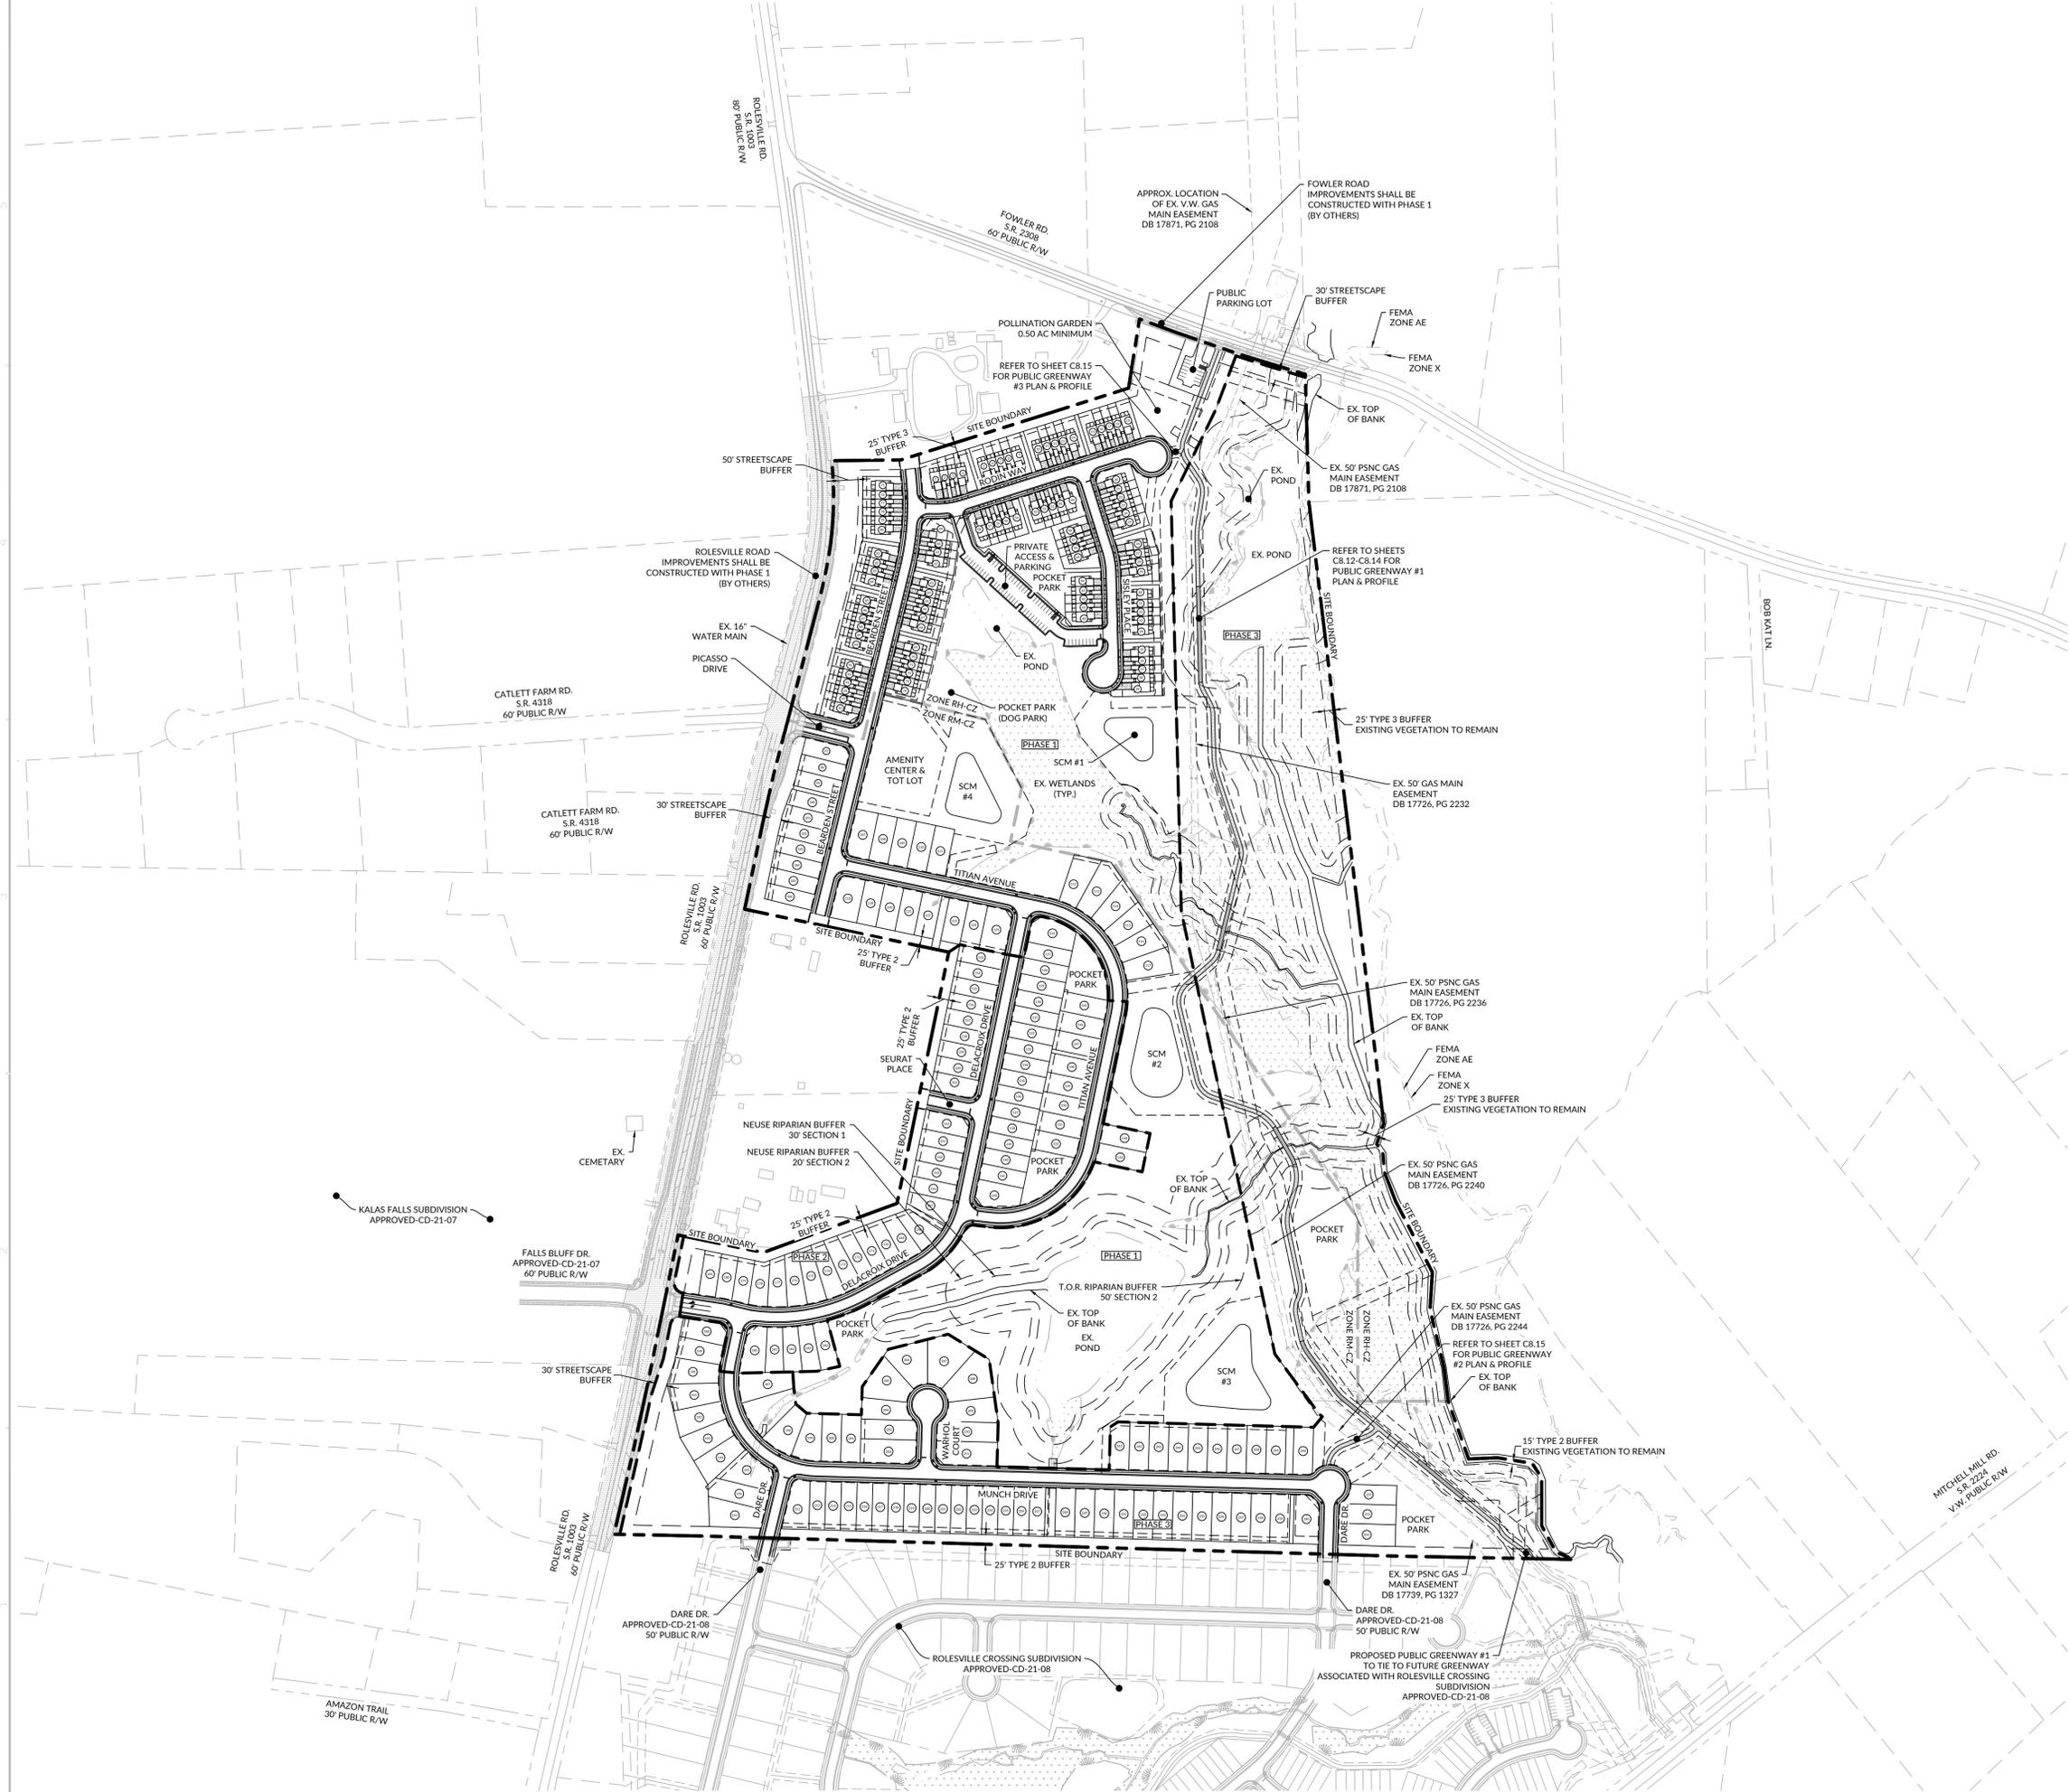 ROLESVILLE RD.
S.R. 1003
80' PUBLIC R/W
FOWLER RD.
S.R. 2308
60' PUBLIC R/W
APPROX. LOCATION
OF EX. V.W. GAS
MAIN EASEMENT
DB 17871, PG 2108
FOWLER ROAD
IMPROVEMENTS SHALL BE
CONSTRUCTED WITH PHASE 1
(BY OTHERS)
PUBLIC
PARKING LOT
30' STREETSCAPE
BUFFER
FEMA
ZONE AE
FEMA
ZONE X
POLLINATION GARDEN
0.50 AC MINIMUM
REFER TO SHEET C8.15
FOR PUBLIC GREENWAY
#3 PLAN & PROFILE
EX. TOP
OF BANK
SITE BOUNDARY
25' TYPE 3
BUFFER
50' STREETSCAPE
BUFFER
RODIN WAY
EX.
POND
EX. 50' PSNC GAS
MAIN EASEMENT
DB 17871, PG 2108
PRIVATE
ACCESS &
PARKING
POCKET
PARK
EX. POND
REFER TO SHEETS
C8.12-C8.14 FOR
PUBLIC GREENWAY #1
PLAN & PROFILE
ROLESVILLE ROAD
IMPROVEMENTS SHALL BE
CONSTRUCTED WITH PHASE 1
(BY OTHERS)
BEARDEN STREET
SISLEY PLACE
SITE BOUNDARY
BOB KAT LN.
EX. 16"
WATER MAIN
PHASE 3
PICASSO
DRIVE
EX.
POND
CATLETT FARM RD.
S.R. 4318
60' PUBLIC R/W
ZONE RH-CZ
ZONE RM-CZ
POCKET PARK
(DOG PARK)
25' TYPE 3 BUFFER
EXISTING VEGETATION TO REMAIN
PHASE 1
SCM #1
AMENITY
CENTER &
TOT LOT
SCM
#4
EX. WETLANDS
(TYP.)
EX. 50' GAS MAIN
EASEMENT
DB 17726, PG 2232
30' STREETSCAPE
BUFFER
CATLETT FARM RD.
S.R. 4318
60' PUBLIC R/W
BEARDEN STREET
TITIAN AVENUE
ROLESVILLE RD.
S.R. 1003
60' PUBLIC R/W
SITE BOUNDARY
25' TYPE 2
BUFFER
POCKET
PARK
EX. 50' PSNC GAS
MAIN EASEMENT
DB 17726, PG 2236
EX. TOP
OF BANK
25' TYPE 2
BUFFER
DELACROIX DRIVE
TITIAN AVENUE
SCM
#2
SEURAT
PLACE
FEMA
ZONE AE
FEMA
ZONE X
25' TYPE 3 BUFFER
EXISTING VEGETATION TO REMAIN
SITE BOUNDARY
NEUSE RIPARIAN BUFFER
30' SECTION 1
NEUSE RIPARIAN BUFFER
20' SECTION 2
EX.
CEMETARY
POCKET
PARK
EX. TOP
OF BANK
EX. 50' PSNC GAS
MAIN EASEMENT
DB 17726, PG 2240
KALAS FALLS SUBDIVISION
APPROVED-CD-21-07
25' TYPE 2
BUFFER
SITE BOUNDARY
PHASE 2
DELACROIX DRIVE
POCKET
PARK
SITE BOUNDARY
FALLS BLUFF DR.
APPROVED-CD-21-07
60' PUBLIC R/W
PHASE 1
T.O.R. RIPARIAN BUFFER
50' SECTION 2
EX. TOP
OF BANK
EX.
POND
POCKET
PARK
ZONE RM-CZ
ZONE RH-CZ
EX. 50' PSNC GAS
MAIN EASEMENT
DB 17726, PG 2244
REFER TO SHEET C8.15
FOR PUBLIC GREENWAY
#2 PLAN & PROFILE
EX. TOP
OF BANK
30' STREETSCAPE
BUFFER
SCM
#3
WARHOL
COURT
15' TYPE 2 BUFFER
EXISTING VEGETATION TO REMAIN
MITCHELL MILL RD.
S.R. 2224
V.W. PUBLIC R/W
DARE DR.
MUNCH DRIVE
PHASE 3
DARE DR.
POCKET
PARK
ROLESVILLE RD.
S.R. 1003
60' PUBLIC R/W
SITE BOUNDARY
25' TYPE 2 BUFFER
EX. 50' PSNC GAS
MAIN EASEMENT
DB 17739, PG 1327
DARE DR.
APPROVED-CD-21-08
50' PUBLIC R/W
DARE DR.
APPROVED-CD-21-08
50' PUBLIC R/W
ROLESVILLE CROSSING SUBDIVISION
APPROVED-CD-21-08
PROPOSED PUBLIC GREENWAY #1
TO TIE TO FUTURE GREENWAY
ASSOCIATED WITH ROLESVILLE CROSSING
SUBDIVISION
APPROVED-CD-21-08
AMAZON TRAIL
30' PUBLIC R/W